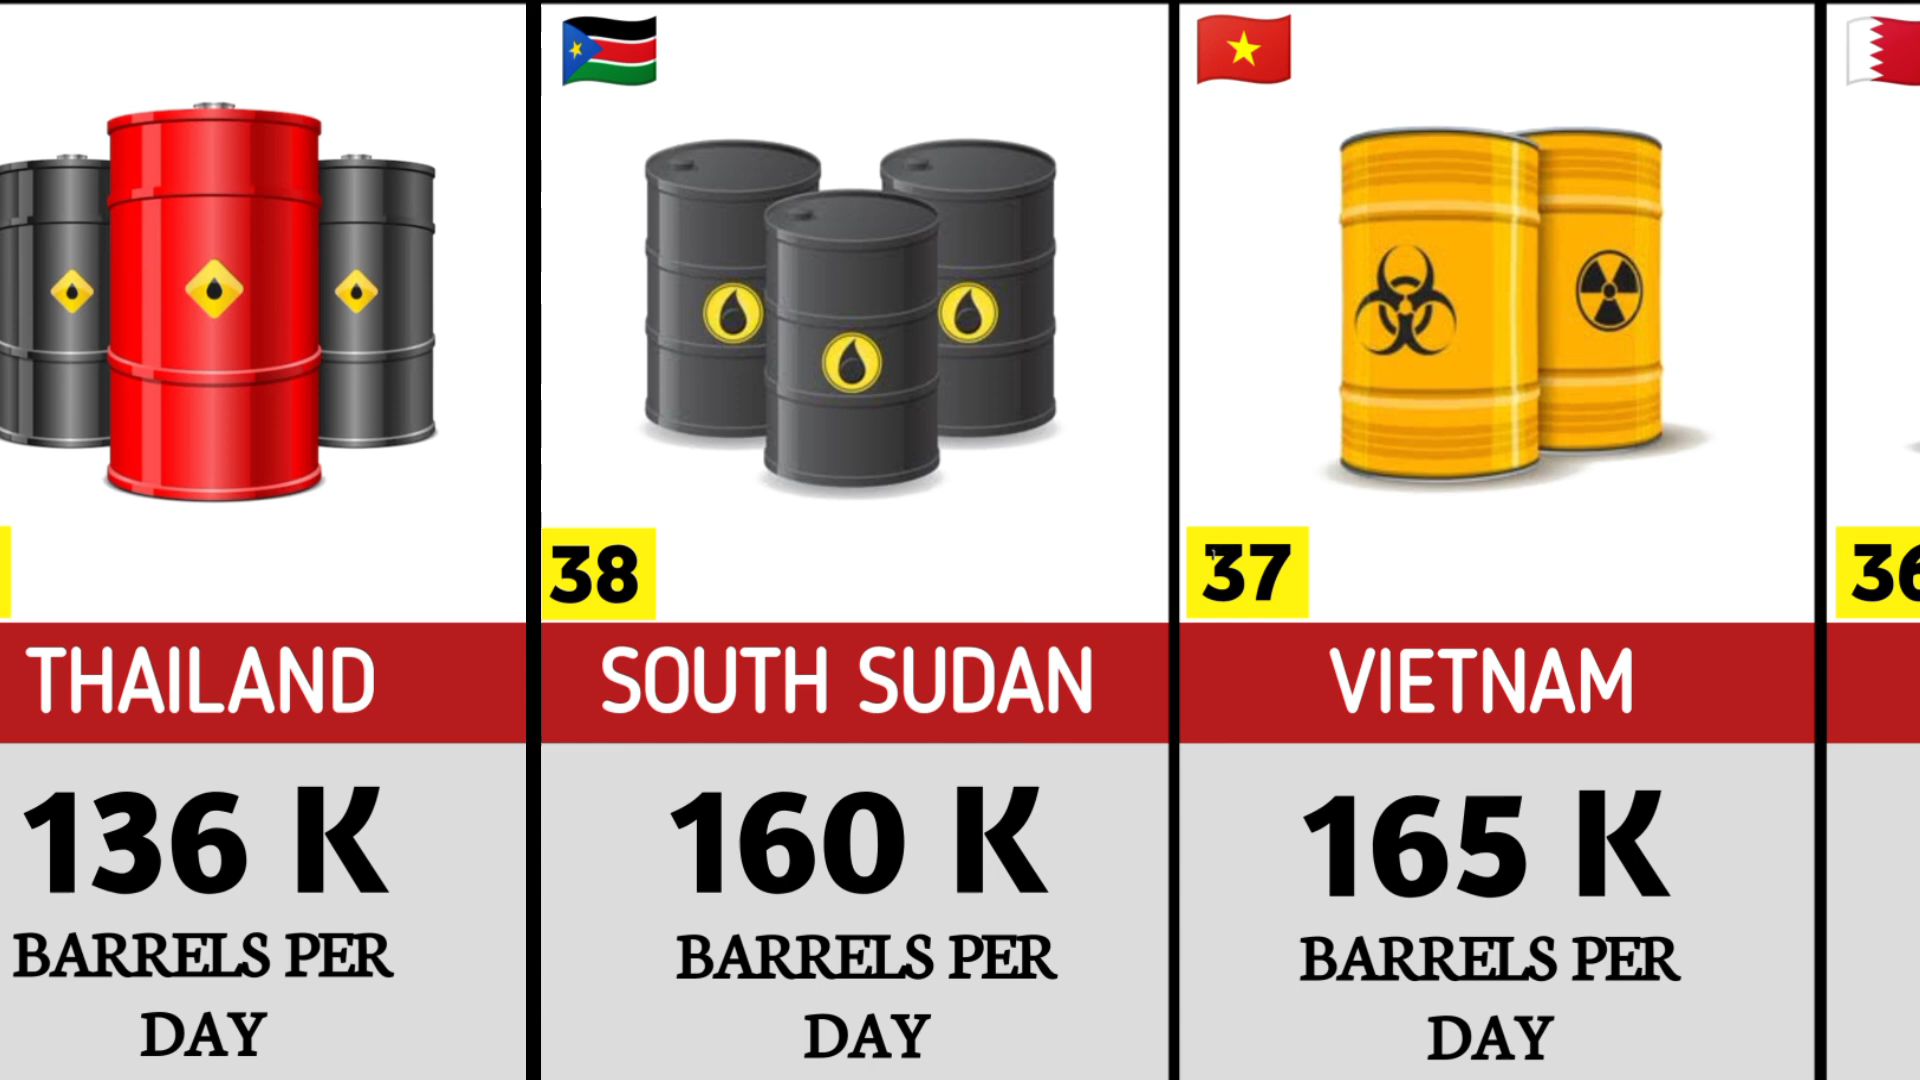 THAILAND
136 K
BARRELS PER
DAY
38
SOUTH SUDAN
160 K
BARRELS PER
DAY
37
VIETNAM
165 K
BARRELS PER
DAY
36